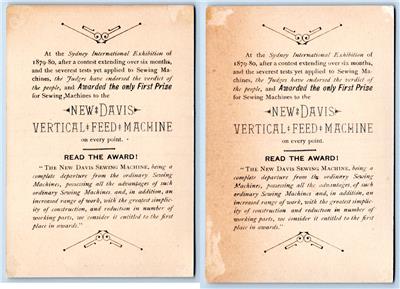 At the Sydney International Exhibition of
1879-80, after a contest extending over six months,
and the severest tests yet applied to Sewing Ma-
chines, the Judges have endorsed the verdict of
the people, and Awarded the only First Prize
for Sewing Machines to the
NEW DAVIS
VERTICAL FEED MACHINE
on every point.
READ THE AWARD!
"THE NEW DAVIS SEWING MACHINE, being a
complete departure from the ordinary Sewing
Machines, possessing all the advantages of such
ordinary Sewing Machines and, in addition, an
increased range of work, with the greatest simplic-
ity of construction, and reduction in number of
working parts, we consider it entitled to the first
place in awards."
At the Sydney International Exhibition of
1879-80, after a contest extending over six months,
and the severest tests yet applied to Sewing Ma-
chines, the Judges have endorsed the verdict of
the people, and Awarded the only First Prize
for Sewing Machines to the
NEW DAVIS
VERTICAL FEED MACHINE
on every point.
READ THE AWARD!
"THE NEW DAVIS SEWING MACHINE, being a
complete departure from the ordinary Sewing
Machines, possessing all the advantages of such
ordinary Sewing Machines and, in addition, an
increased range of work, with the greatest simplic-
ity of construction and reduction in number of
working parts, we consider it entitled to the first
place in awards."